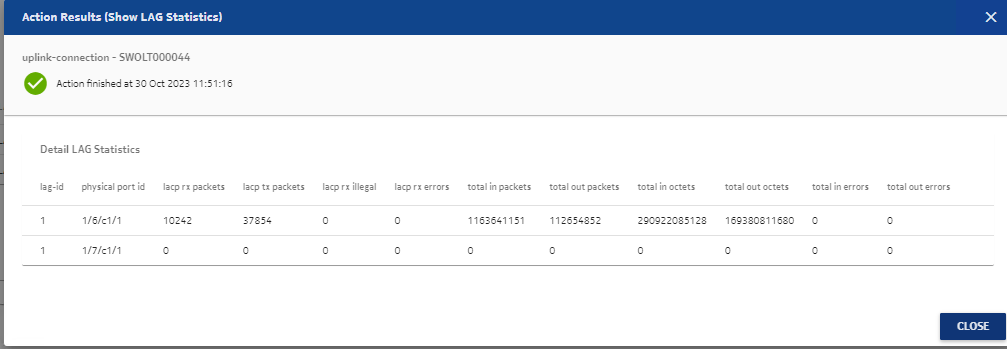 Action Results (Show LAG Statistics)
uplink-connection - SWOLT000044
Action finished at 30 Oct 2023 11:51:16
Detail LAG Statistics
lag-id physical port id lacp rx packets lacp tx packets lacp rx illegal lacp rx errors total in packets total out packets total in octets total out octets total in errors total out errors
1 1/6/c1/1 10242 37854 0 0 1163641151 112654852 290922085128 169380811680 0 0
1 1/7/c1/1 0 0 0 0 0 0 0 0 0 0
CLOSE